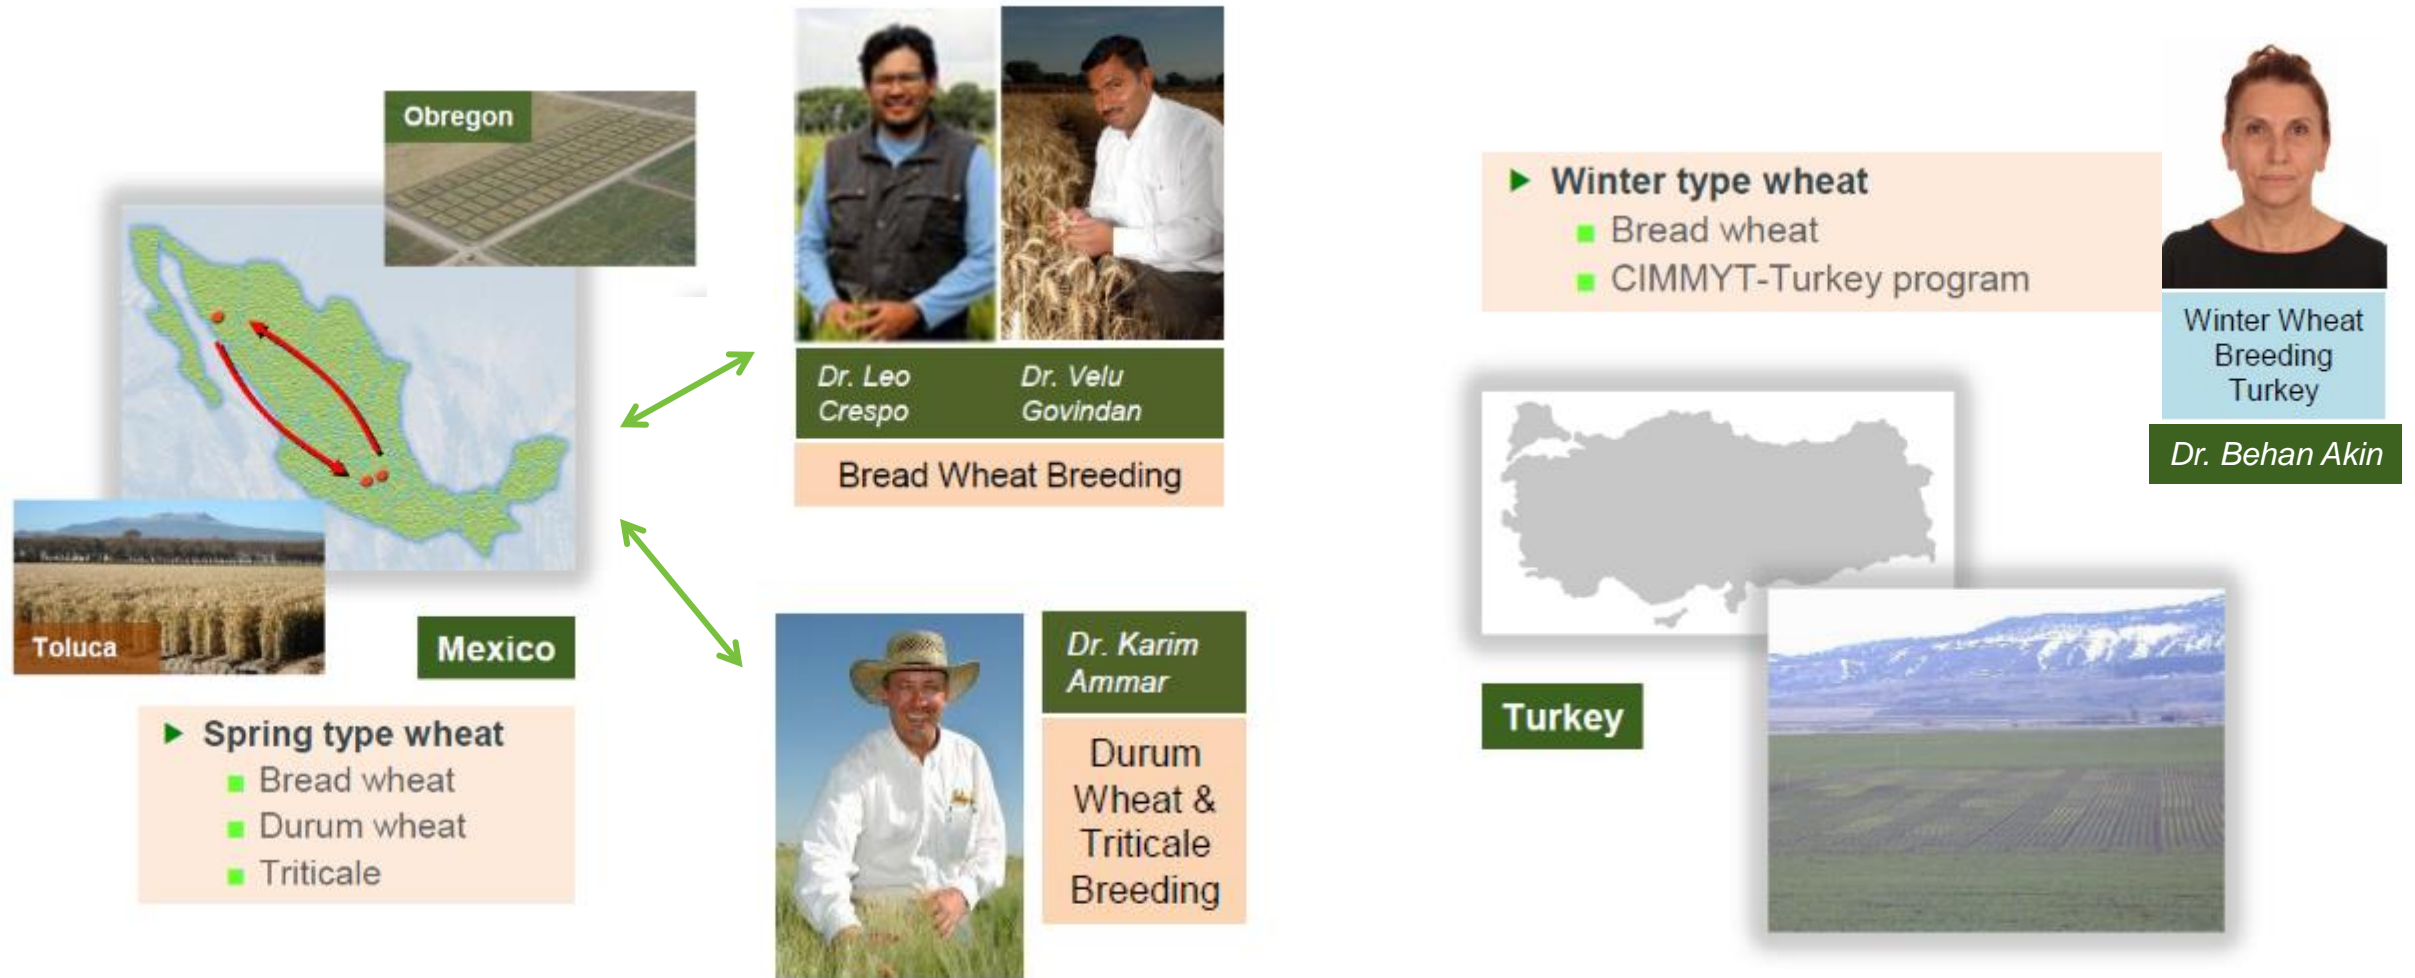 Obregon
Toluca
Mexico
Spring type wheat
Bread wheat
Durum wheat
Triticale
Dr. Leo
Crespo
Dr. Velu
Govindan
Bread Wheat Breeding
Dr. Karim
Ammar
Durum
Wheat &
Triticale
Breeding
Winter type wheat
Bread wheat
CIMMYT-Turkey program
Winter Wheat
Breeding
Turkey
Dr. Behan Akin
Turkey